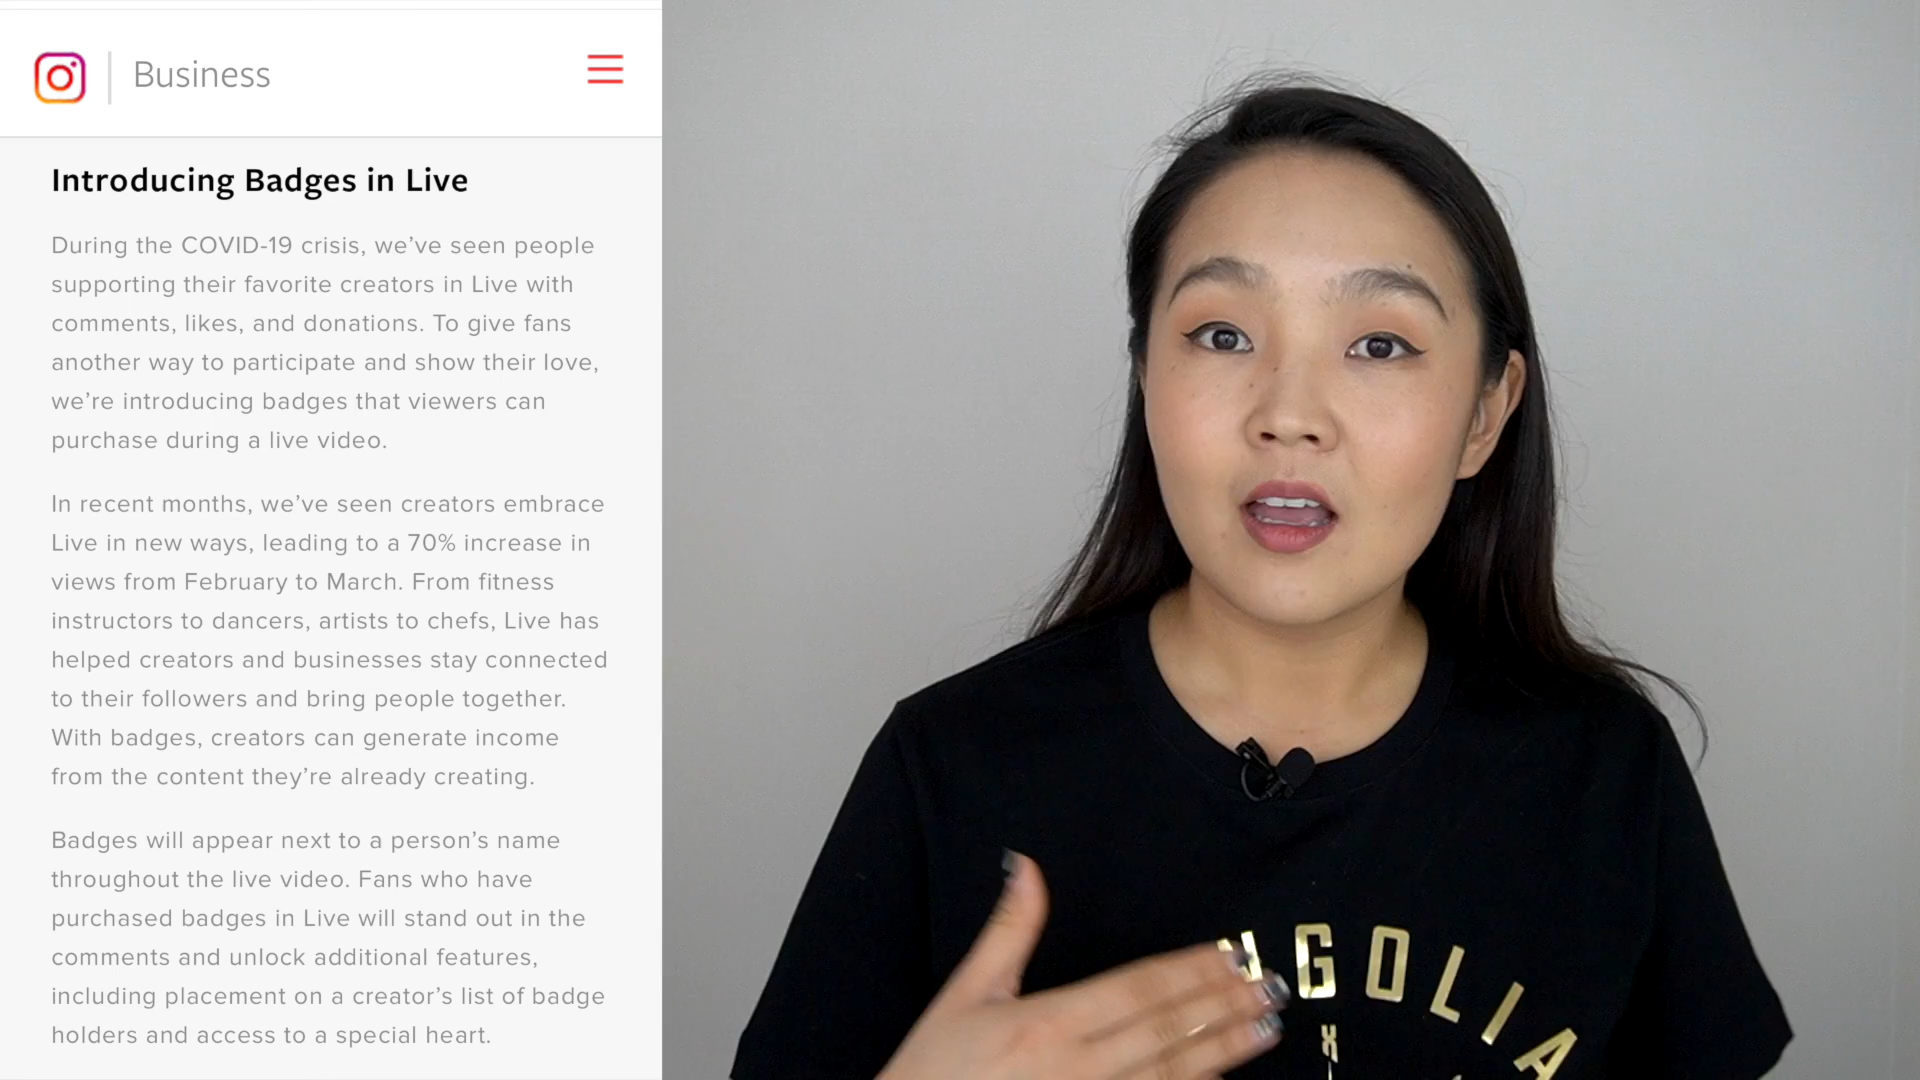 Business
Introducing Badges in Live
During the COVID-19 crisis, we’ve seen people
supporting their favorite creators in Live with
comments, likes, and donations. To give fans
another way to participate and show their love,
we’re introducing badges that viewers can
purchase during a live video.
In recent months, we’ve seen creators embrace
Live in new ways, leading to a 70% increase in
views from February to March. From fitness
instructors to dancers, artists to chefs, Live has
helped creators and businesses stay connected
to their followers and bring people together.
With badges, creators can generate income
from the content they’re already creating.
Badges will appear next to a person’s name
throughout the live video. Fans who have
purchased badges in Live will stand out in the
comments and unlock additional features,
including placement on a creator’s list of badge
holders and access to a special heart.
NGOLIA